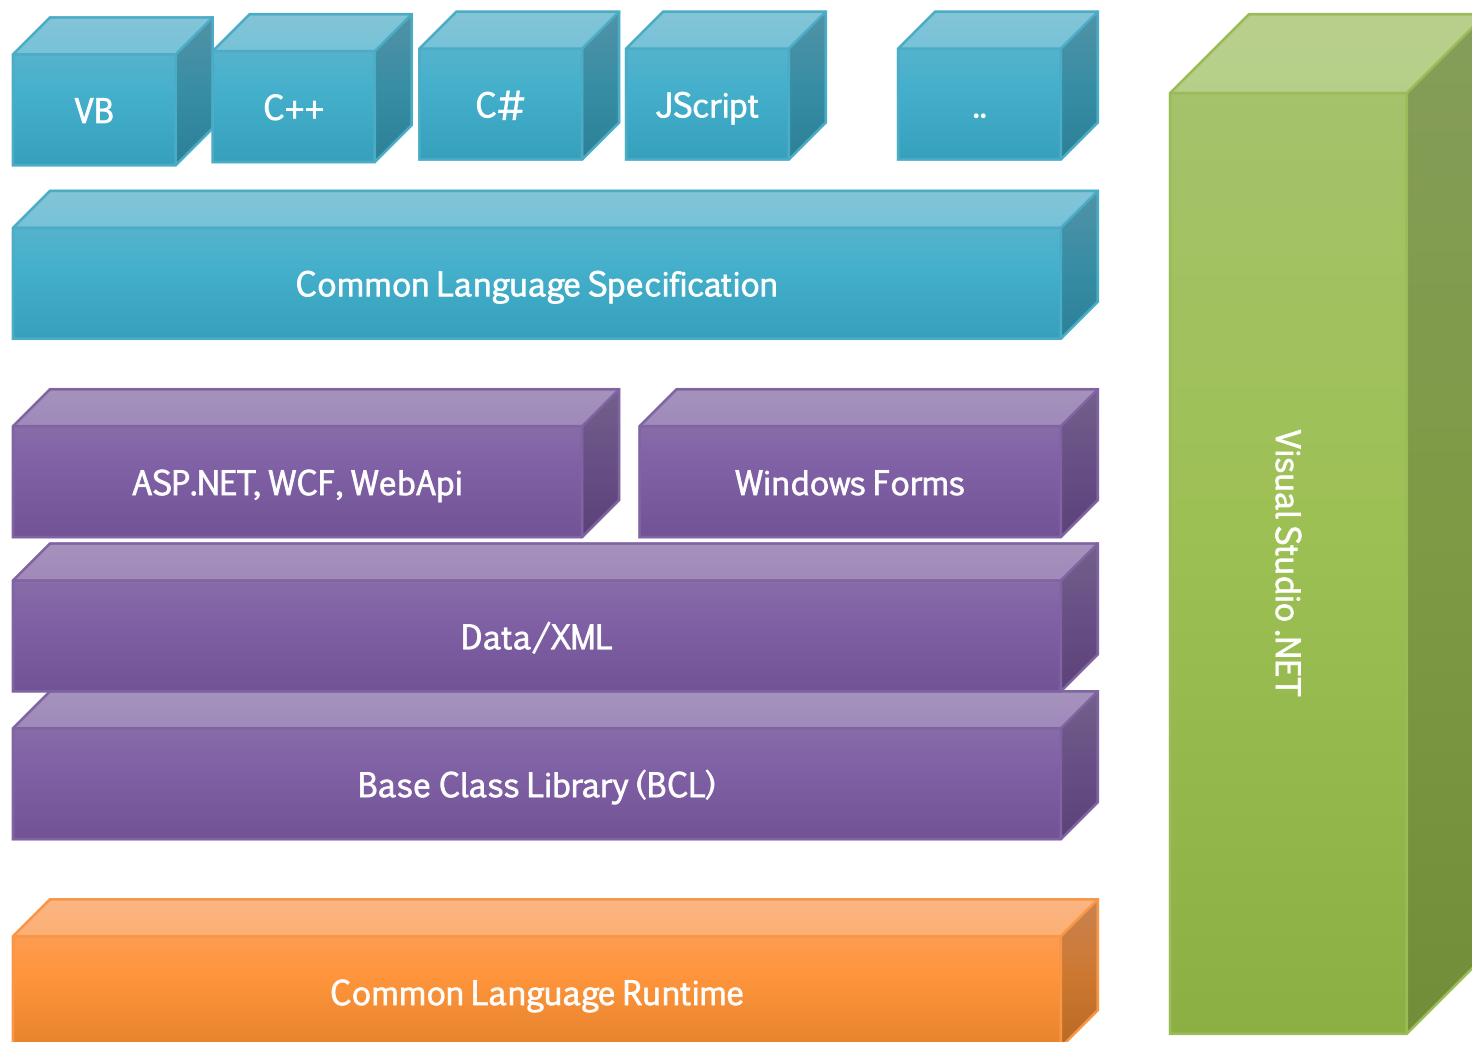 VB
C++
C#
JScript
..
Common Language Specification
ASP.NET, WCF, WebApi
Windows Forms
Data/XML
Base Class Library (BCL)
Common Language Runtime
Visual Studio .NET